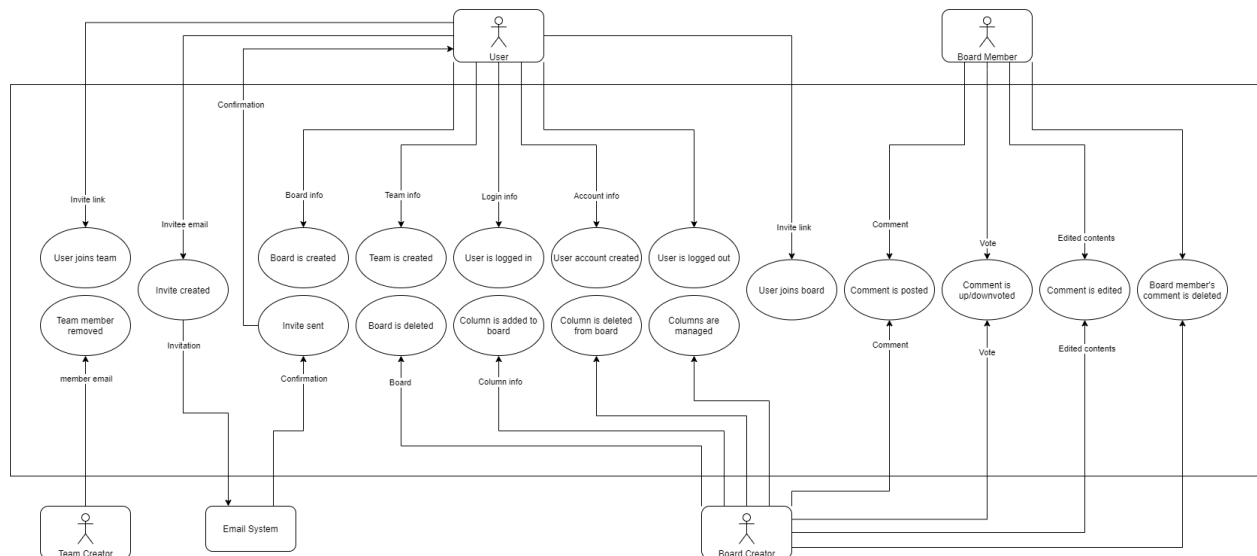 User
Board Member
Confirmation
Invite link
Invitee email
Board info
Team info
Login info
Account info
Invite link
Comment
Vote
Edited contents
User joins team
Invite created
Board is created
Team is created
User is logged in
User account created
User is logged out
User joins board
Comment is posted
Comment is
up/downvoted
Comment is edited
Board member's
comment is deleted
Team member
removed
Invite sent
Board is deleted
Column is added to
board
Column is deleted
from board
Columns are
managed
Invitation
Comment
Vote
Edited contents
member email
Confirmation
Board
Column info
Team Creator
Email System
Board Creator